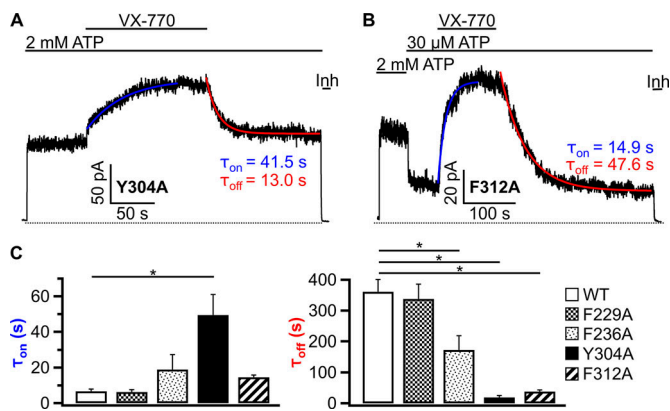 A
VX-770
2 mM ATP
Inh
τon = 41.5 s
τoff = 13.0 s
50 pA
Y304A
50 s
B
VX-770
30 µM ATP
2 mM ATP
Inh
τon = 14.9 s
τoff = 47.6 s
20 pA
F312A
100 s
C
τon (s)
60
40
20
0
*
τoff (s)
400
300
200
100
0
*
*
*
WT
F229A
F236A
Y304A
F312A